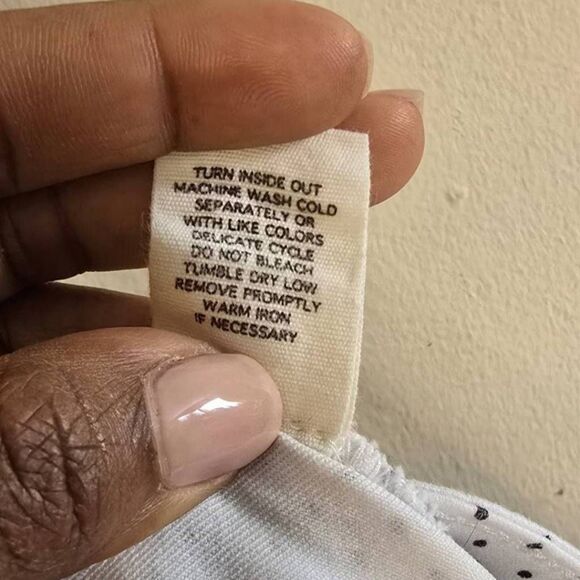 TURN INSIDE OUT
MACHINE WASH COLD
SEPARATELY OR
WITH LIKE COLORS
DELICATE CYCLE
DO NOT BLEACH
TUMBLE DRY LOW
REMOVE PROMPTLY
WARM IRON
IF NECESSARY